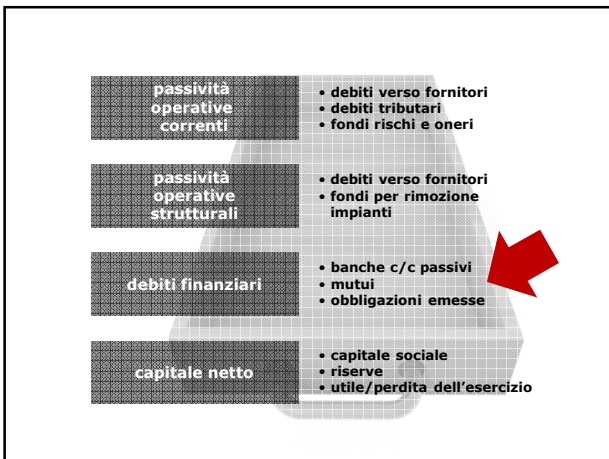 passività
operative
correnti
• debiti verso fornitori
• debiti tributari
• fondi rischi e oneri
passività
operative
strutturali
• debiti verso fornitori
• fondi per rimozione
impianti
debiti finanziari
• banche c/c passivi
• mutui
• obbligazioni emesse
capitale netto
• capitale sociale
• riserve
• utile/perdita dell'esercizio